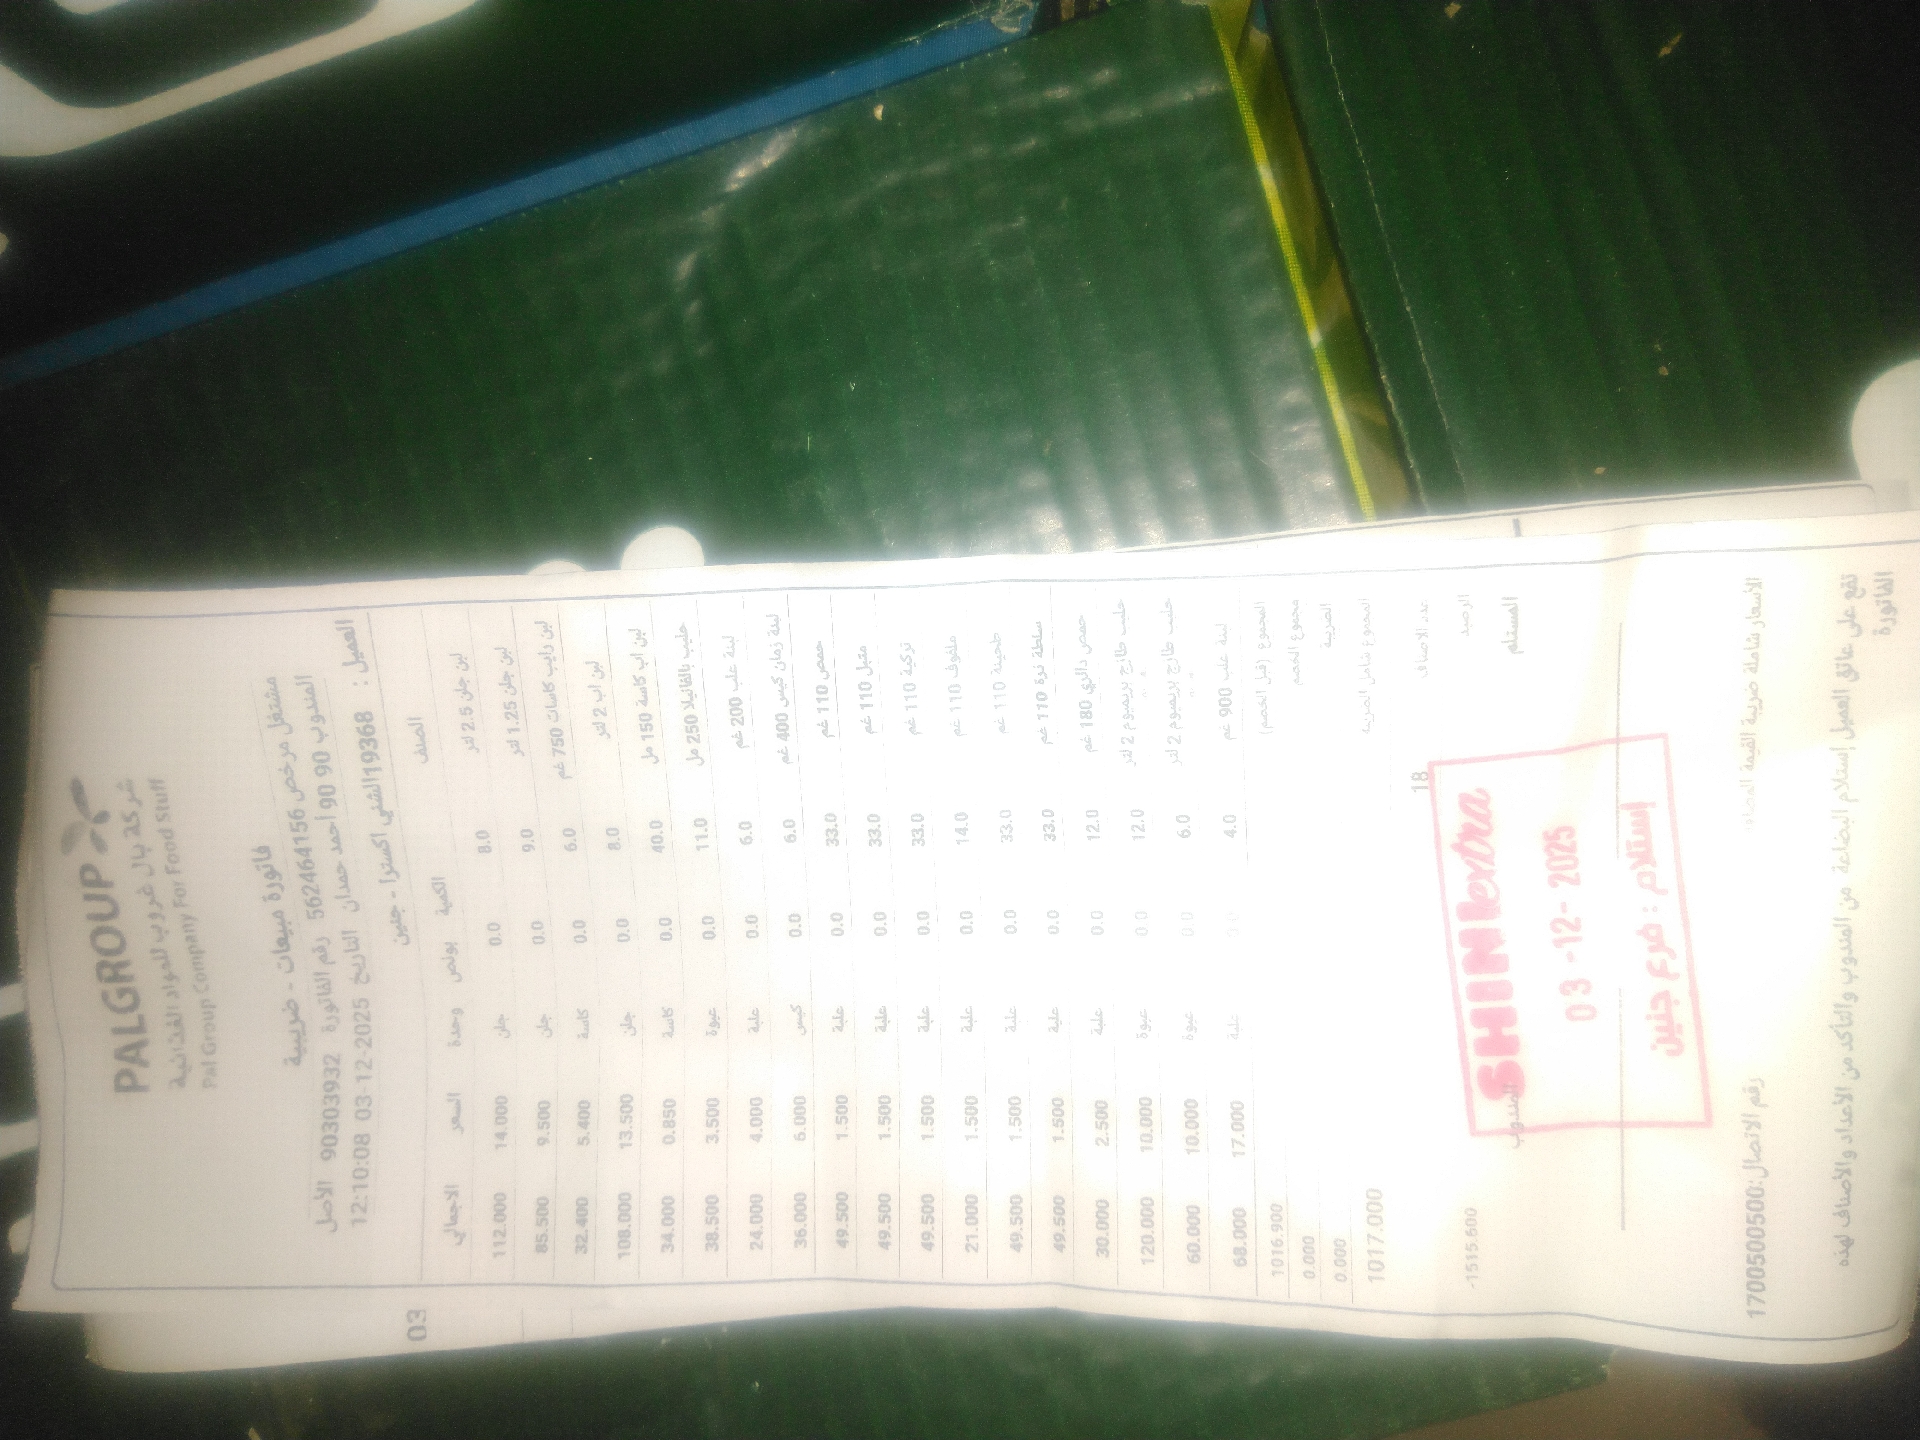 PALGROUP
شركة بال غروب للمواد الغذائية
Pal Group Company For Food Stuff
فاتورة مبيعات - ضريبية
مشتغل مرخص 562464156 رقم الفاتورة 90303932 الأصل
المندوب 90 90 أحمد حمدان التاريخ 2025-12-03 12:10:08
العميل : 19368الشني اكسترا - جنين
الصنف الكمية بونص وحدة السعر الاجمالي
لبن جلن 2.5 لتر 8.0 0.0 جلن 14.000 112.000
لبن جلن 1.25 لتر 9.0 0.0 جلن 9.500 85.500
لبن رايب كاسات 750 غم 6.0 0.0 كاسة 5.400 32.400
لبن اب 2 لتر 8.0 0.0 جلن 13.500 108.000
لبن اب كاسة 150 مل 40.0 0.0 كاسة 0.850 34.000
حليب بالفانيلا 250 مل 11.0 0.0 عبوة 3.500 38.500
لبنة علب 200 غم 6.0 0.0 علبة 4.000 24.000
لبنة زمان كيس 400 غم 6.0 0.0 كيس 6.000 36.000
حمص 110 غم 33.0 0.0 علبة 1.500 49.500
متبل 110 غم 33.0 0.0 علبة 1.500 49.500
تركية 110 غم 33.0 0.0 علبة 1.500 49.500
ملفوف 110 غم 14.0 0.0 علبة 1.500 21.000
طحينة 110 غم 33.0 0.0 علبة 1.500 49.500
سلطة ذرة 110 غم 33.0 0.0 علبة 1.500 49.500
حمص دالزي 180 غم 12.0 0.0 علبة 2.500 30.000
حليب طازج بريميوم 2 لتر 12.0 0.0 عبوة 10.000 120.000
حليب طازج بريميوم 2 لتر 6.0 0.0 عبوة 10.000 60.000
لبنة علب 900 غم 4.0 0.0 علبة 17.000 68.000
المجموع (قبل الخصم) 1016.900
مجموع الخصم 0.000
الضريبة 0.000
المجموع شامل الضريبة 1017.000
عدد الاصناف 18
الرصيد -1515.600
المستلم المندوب
SHINI extra
03-12-2025
إستلام : فرع جنين
الأسعار شاملة ضريبة القيمة المضافة رقم الاتصال:1700500500
تقع على عاتق العميل إستلام البضاعة من المندوب والتأكد من الأعداد والأصناف لهذه
الفاتورة
03